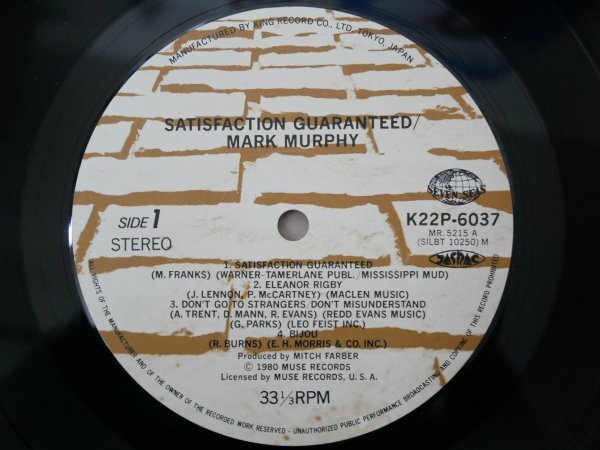 MANUFACTURED BY KING RECORD CO., LTD, TOKYO, JAPAN
SATISFACTION GUARANTEED/
MARK MURPHY
SEVEN SEAS
SIDE 1
STEREO
K22P-6037
MR. 5215 A
(SILBT 10250) M
JASRAC
1. SATISFACTION GUARANTEED
(M. FRANKS) (WARNER-TAMERLANE PUBL./MISSISSIPPI MUD)
2. ELEANOR RIGBY
(J. LENNON, P. McCARTNEY) (MACLEN MUSIC)
3. DON'T GO TO STRANGERS/DON'T MISUNDERSTAND
(A. TRENT, D. MANN, R. EVANS) (REDD EVANS MUSIC)
(G. PARKS) (LEO FEIST INC.)
4. BIJOU
(R. BURNS) (E. H. MORRIS & CO. INC.)
Produced by MITCH FARBER
© 1980 MUSE RECORDS
Licensed by MUSE RECORDS, U. S. A.
33 1/3 RPM
ALL RIGHTS OF THE MANUFACTURER AND OF THE OWNER OF THE RECORDED WORK RESERVED - UNAUTHORIZED PUBLIC PERFORMANCE BROADCASTING AND COPYING OF THIS RECORD PROHIBITED